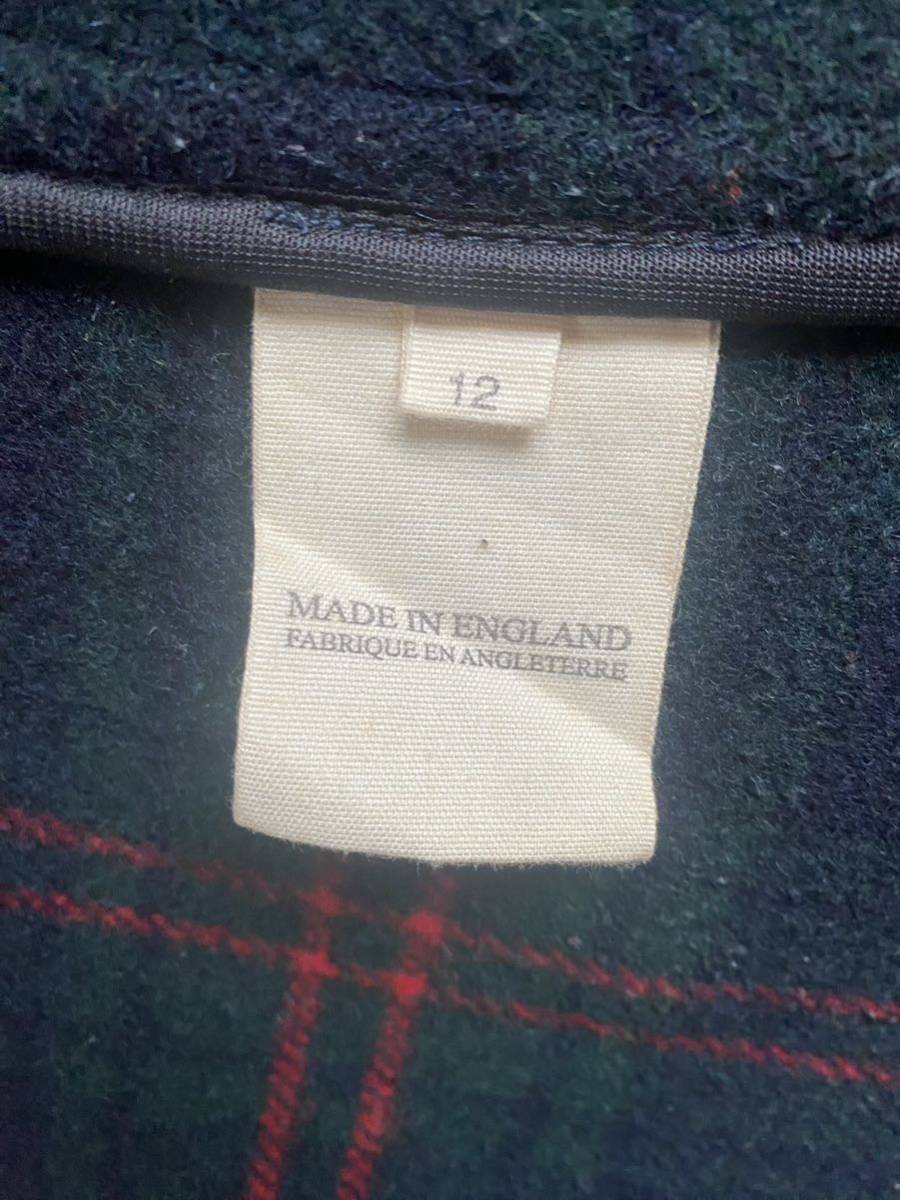 12
MADE IN ENGLAND
FABRIQUE EN ANGLETERRE